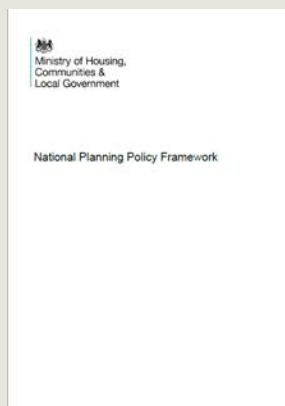 Ministry of Housing,
Communities &
Local Government
National Planning Policy Framework